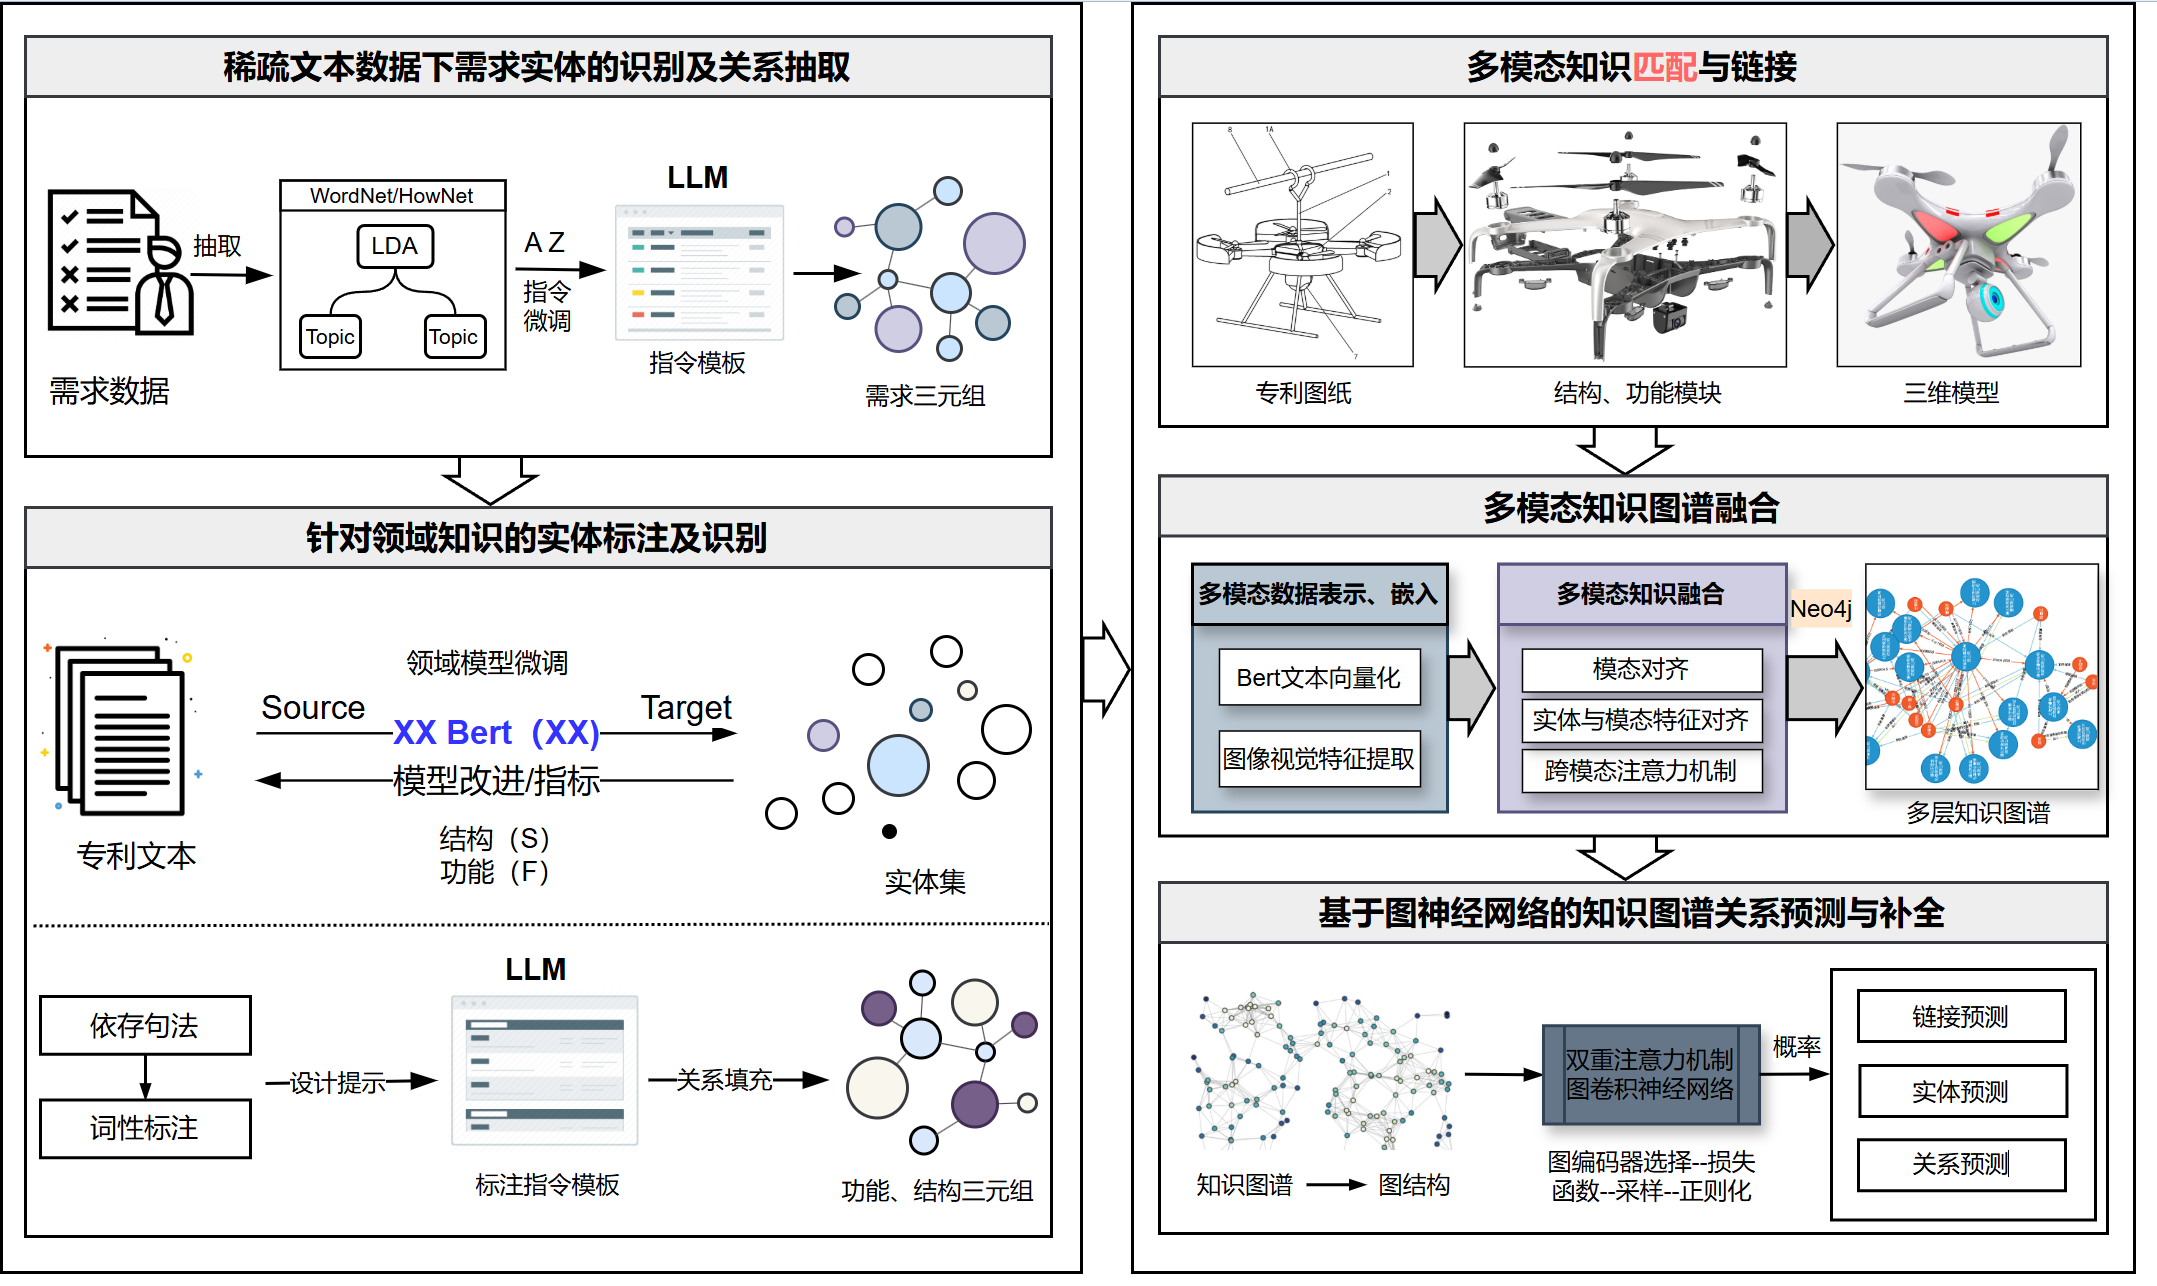 稀疏文本数据下需求实体的识别及关系抽取
需求数据
抽取
WordNet/HowNet
LDA
Topic
Topic
A Z
指令
微调
LLM
指令模板
需求三元组
针对领域知识的实体标注及识别
专利文本
领域模型微调
Source
XX Bert（XX)
Target
模型改进/指标
结构（S）
功能（F）
实体集
依存句法
词性标注
设计提示
LLM
标注指令模板
关系填充
功能、结构三元组
多模态知识匹配与链接
8
1A
1
2
7
专利图纸
结构、功能模块
三维模型
多模态知识图谱融合
多模态数据表示、嵌入
Bert文本向量化
图像视觉特征提取
多模态知识融合
模态对齐
实体与模态特征对齐
跨模态注意力机制
Neo4j
多层知识图谱
基于图神经网络的知识图谱关系预测与补全
知识图谱
图结构
双重注意力机制
图卷积神经网络
图编码器选择--损失
函数--采样--正则化
概率
链接预测
实体预测
关系预测